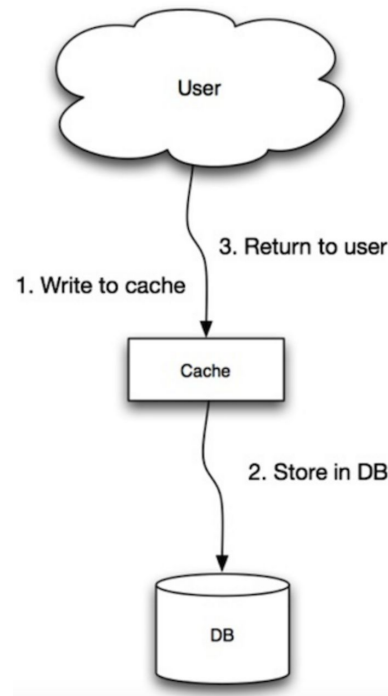 User
3. Return to user
1. Write to cache
Cache
2. Store in DB
DB